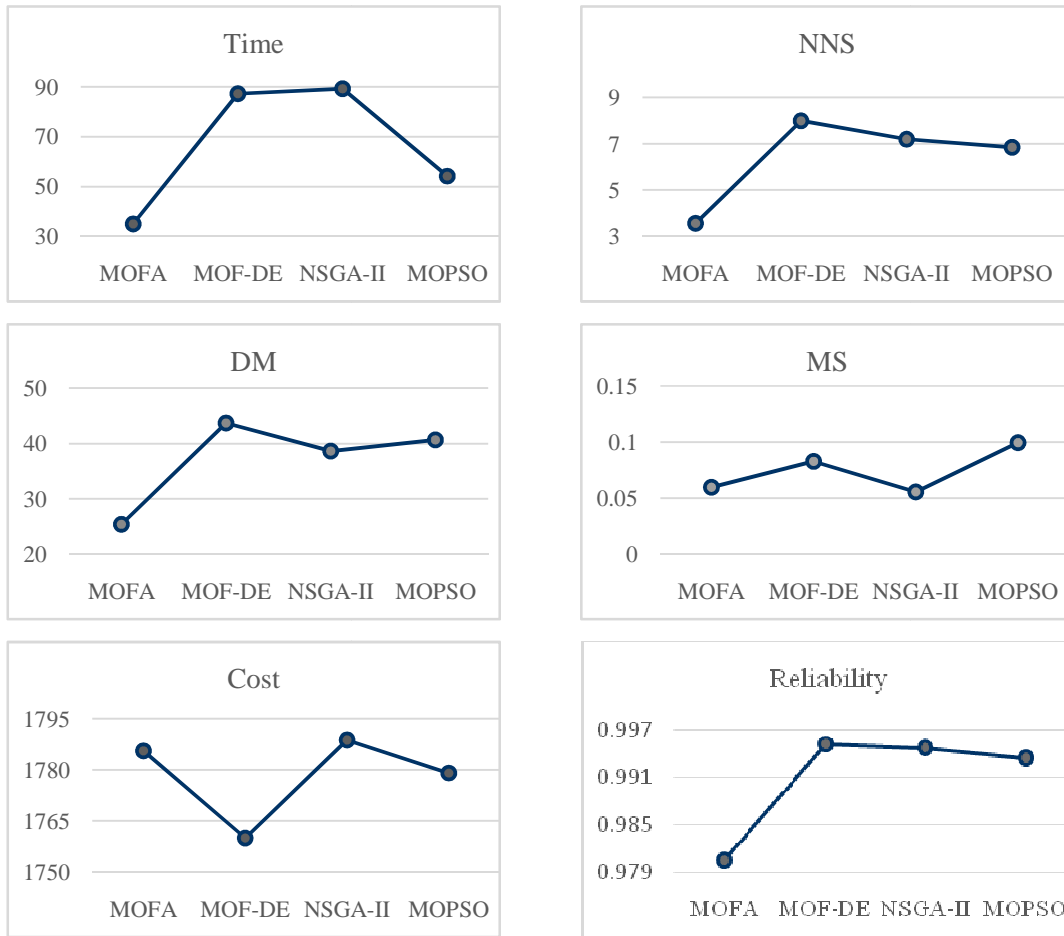 Time
90
70
50
30
MOFA MOF-DE NSGA-II MOPSO
NNS
9
7
5
3
MOFA MOF-DE NSGA-II MOPSO
DM
50
40
30
20
MOFA MOF-DE NSGA-II MOPSO
MS
0.15
0.1
0.05
0
MOFA MOF-DE NSGA-II MOPSO
Cost
1795
1780
1765
1750
MOFA MOF-DE NSGA-II MOPSO
Reliability
0.997
0.991
0.985
0.979
MOFA MOF-DE NSGA-II MOPSO